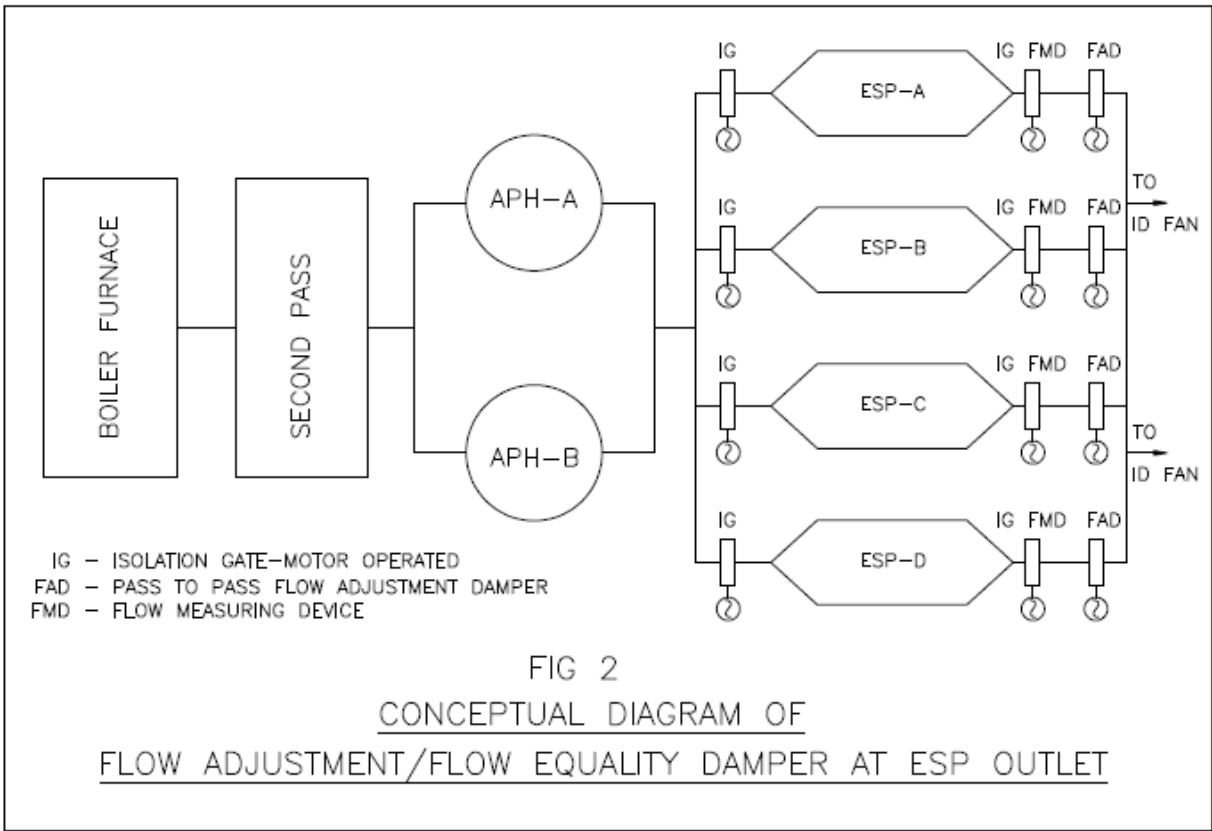 IG IG FMD FAD
ESP-A
TO
ID FAN
APH-A
IG IG FMD FAD
ESP-B
BOILER FURNACE
SECOND PASS
IG IG FMD FAD
ESP-C
TO
ID FAN
APH-B
IG IG FMD FAD
ESP-D
IG - ISOLATION GATE-MOTOR OPERATED
FAD - PASS TO PASS FLOW ADJUSTMENT DAMPER
FMD - FLOW MEASURING DEVICE
FIG 2
CONCEPTUAL DIAGRAM OF
FLOW ADJUSTMENT/FLOW EQUALITY DAMPER AT ESP OUTLET